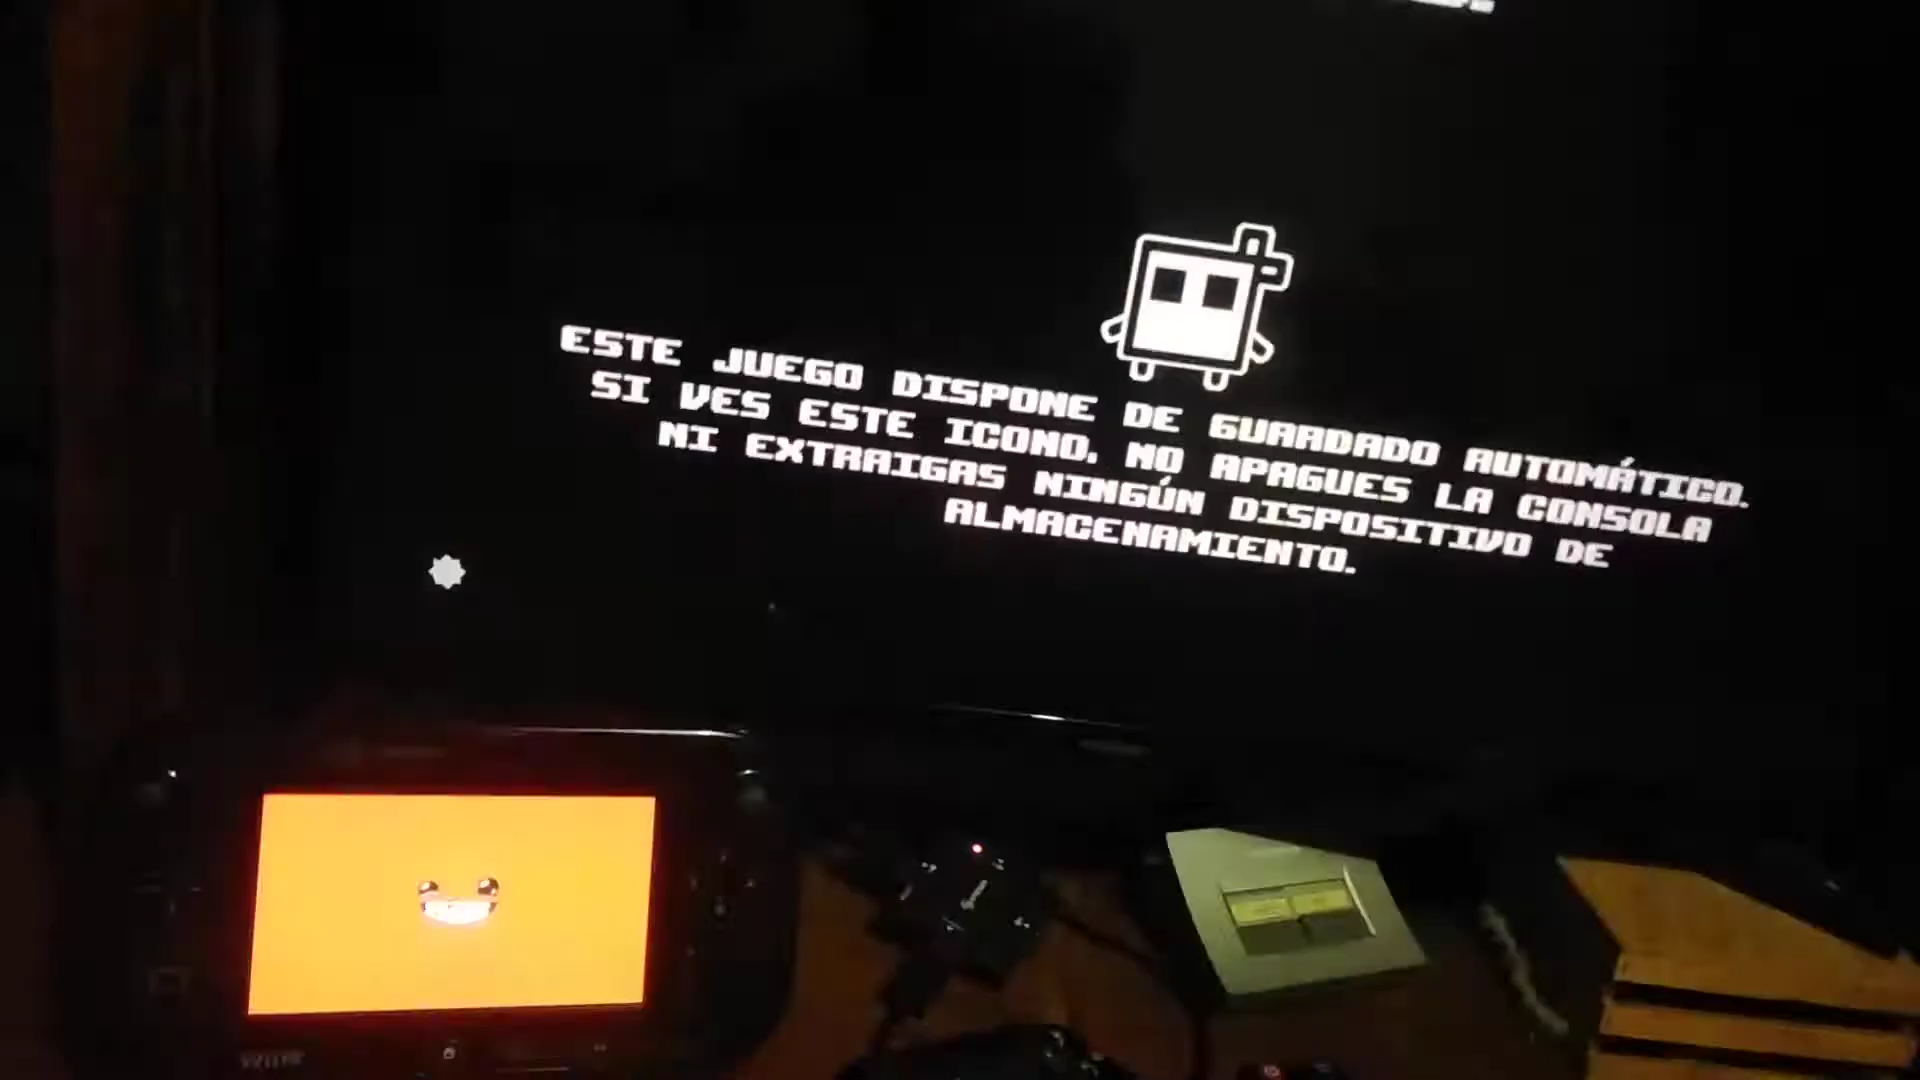 ESTE JUEGO DISPONE DE GUARDADO AUTOMÁTICO.
SI VES ESTE ICONO, NO APAGUES LA CONSOLA
NI EXTRAIGAS NINGÚN DISPOSITIVO DE
ALMACENAMIENTO.
Wii U